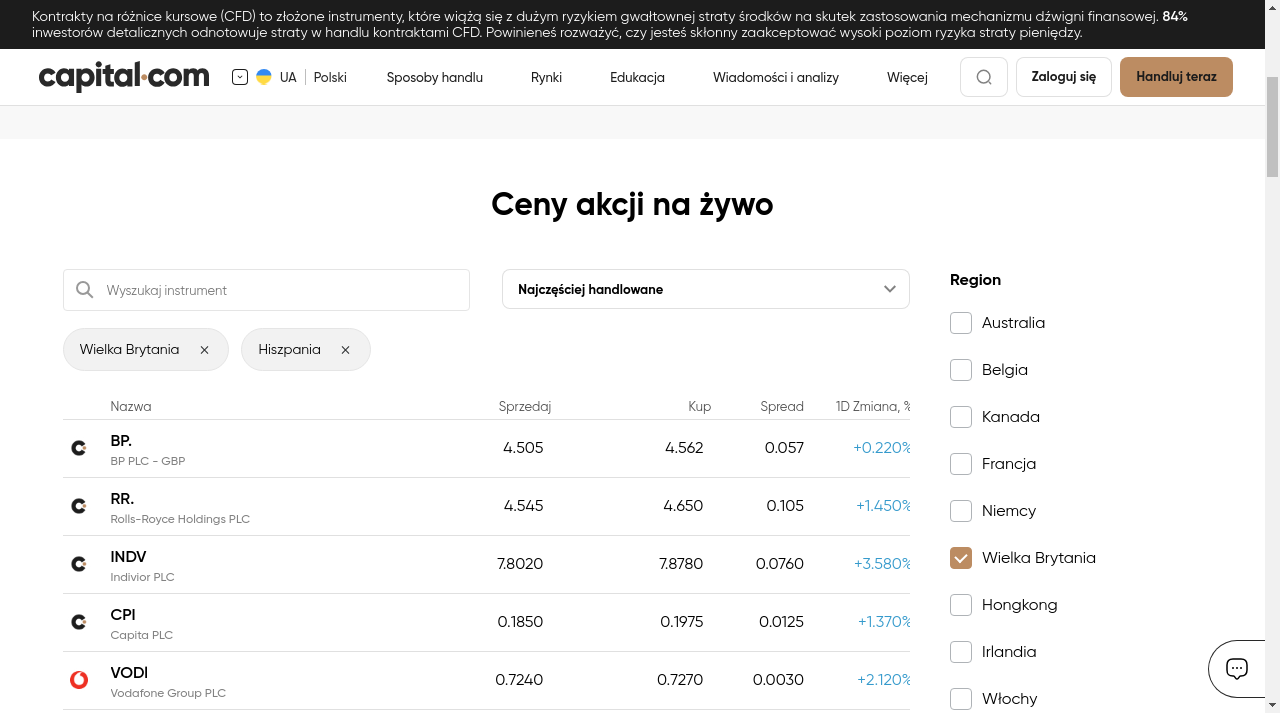 Kontrakty na różnice kursowe (CFD) to złożone instrumenty, które wiążą się z dużym ryzykiem gwałtownej straty środków na skutek zastosowania mechanizmu dźwigni finansowej. 84%
inwestorów detalicznych odnotowuje straty w handlu kontraktami CFD. Powinieneś rozważyć, czy jesteś skłonny zaakceptować wysoki poziom ryzyka straty pieniędzy.
capital.com UA Polski Sposoby handlu Rynki Edukacja Wiadomości i analizy Więcej Zaloguj się Handluj teraz
Ceny akcji na żywo
Wyszukaj instrument
Najczęściej handlowane
Wielka Brytania
Hiszpania
Nazwa Sprzedaj Kup Spread 1D Zmiana, %
BP. 4.505 4.562 0.057 +0.220%
BP PLC - GBP
RR. 4.545 4.650 0.105 +1.450%
Rolls-Royce Holdings PLC
INDV 7.8020 7.8780 0.0760 +3.580%
Indivior PLC
CPI 0.1850 0.1975 0.0125 +1.370%
Capita PLC
VODl 0.7240 0.7270 0.0030 +2.120%
Vodafone Group PLC
Region
Australia
Belgia
Kanada
Francja
Niemcy
Wielka Brytania
Hongkong
Irlandia
Włochy